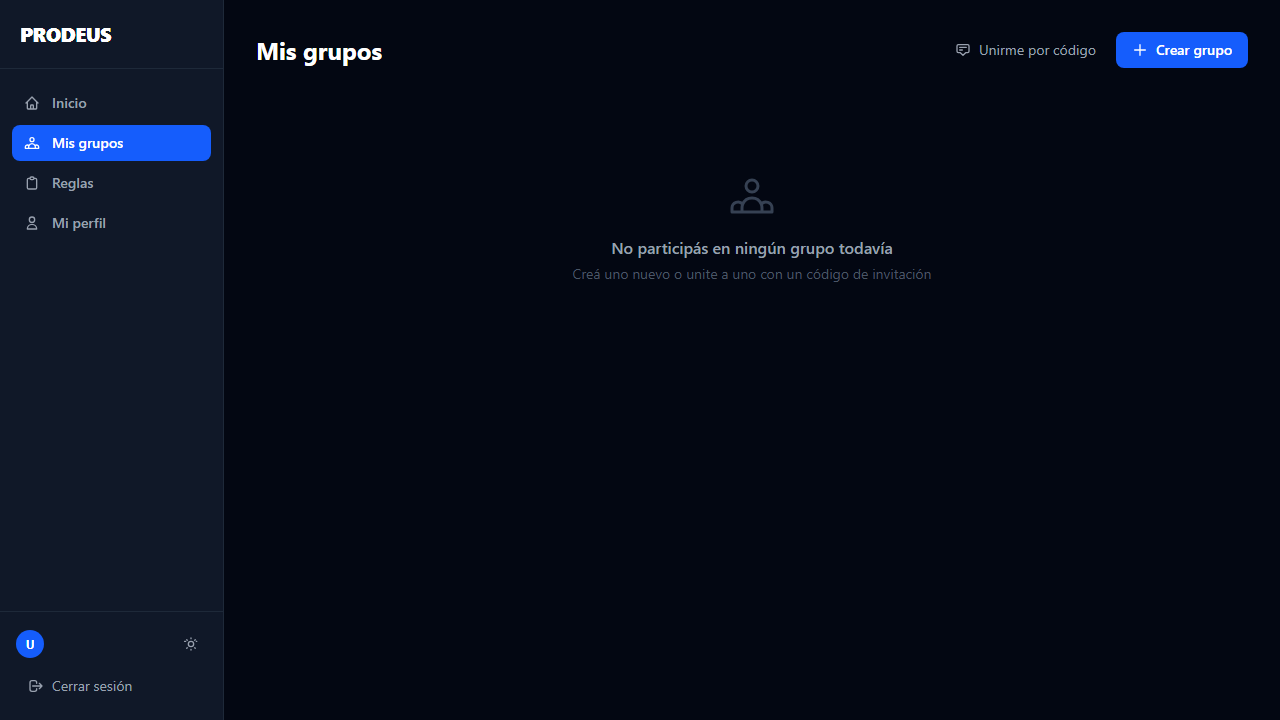 PRODEUS
Inicio
Mis grupos
Reglas
Mi perfil
U
Cerrar sesión
Mis grupos
Unirme por código
Crear grupo
No participás en ningún grupo todavía
Creá uno nuevo o unite a uno con un código de invitación